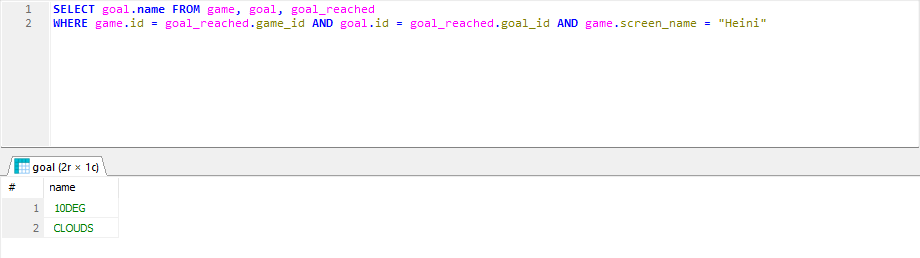 1 SELECT goal.name FROM game, goal, goal_reached
2 WHERE game.id = goal_reached.game_id AND goal.id = goal_reached.goal_id AND game.screen_name = "Heini"
goal (2r × 1c)
# name
1 10DEG
2 CLOUDS